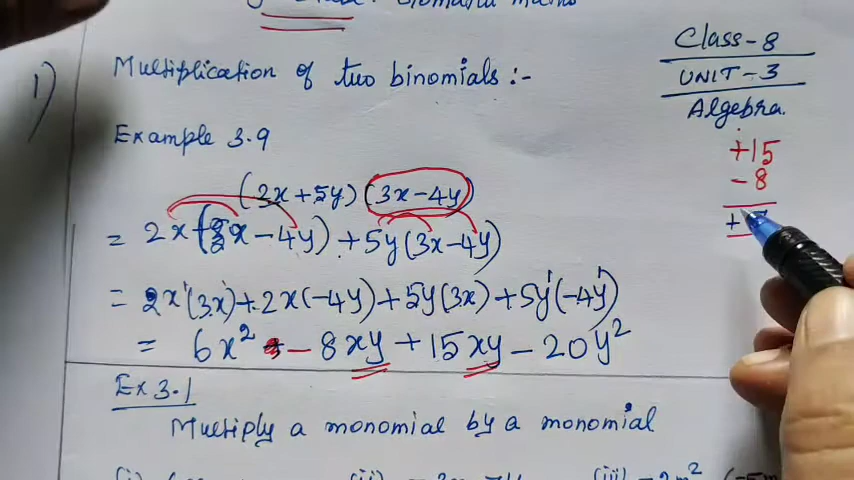 Class-8
UNIT-3
Algebra.
1)
Multiplication of two binomials:-
Example 3.9
(2x+5y)(3x-4y)
= 2x(3x-4y)+5y(3x-4y)
= 2x(3x)+2x(-4y)+5y(3x)+5y(-4y)
= 6x² - 8xy + 15xy - 20y²
+15
-8
+
Ex 3.1
Multiply a monomial by a monomial